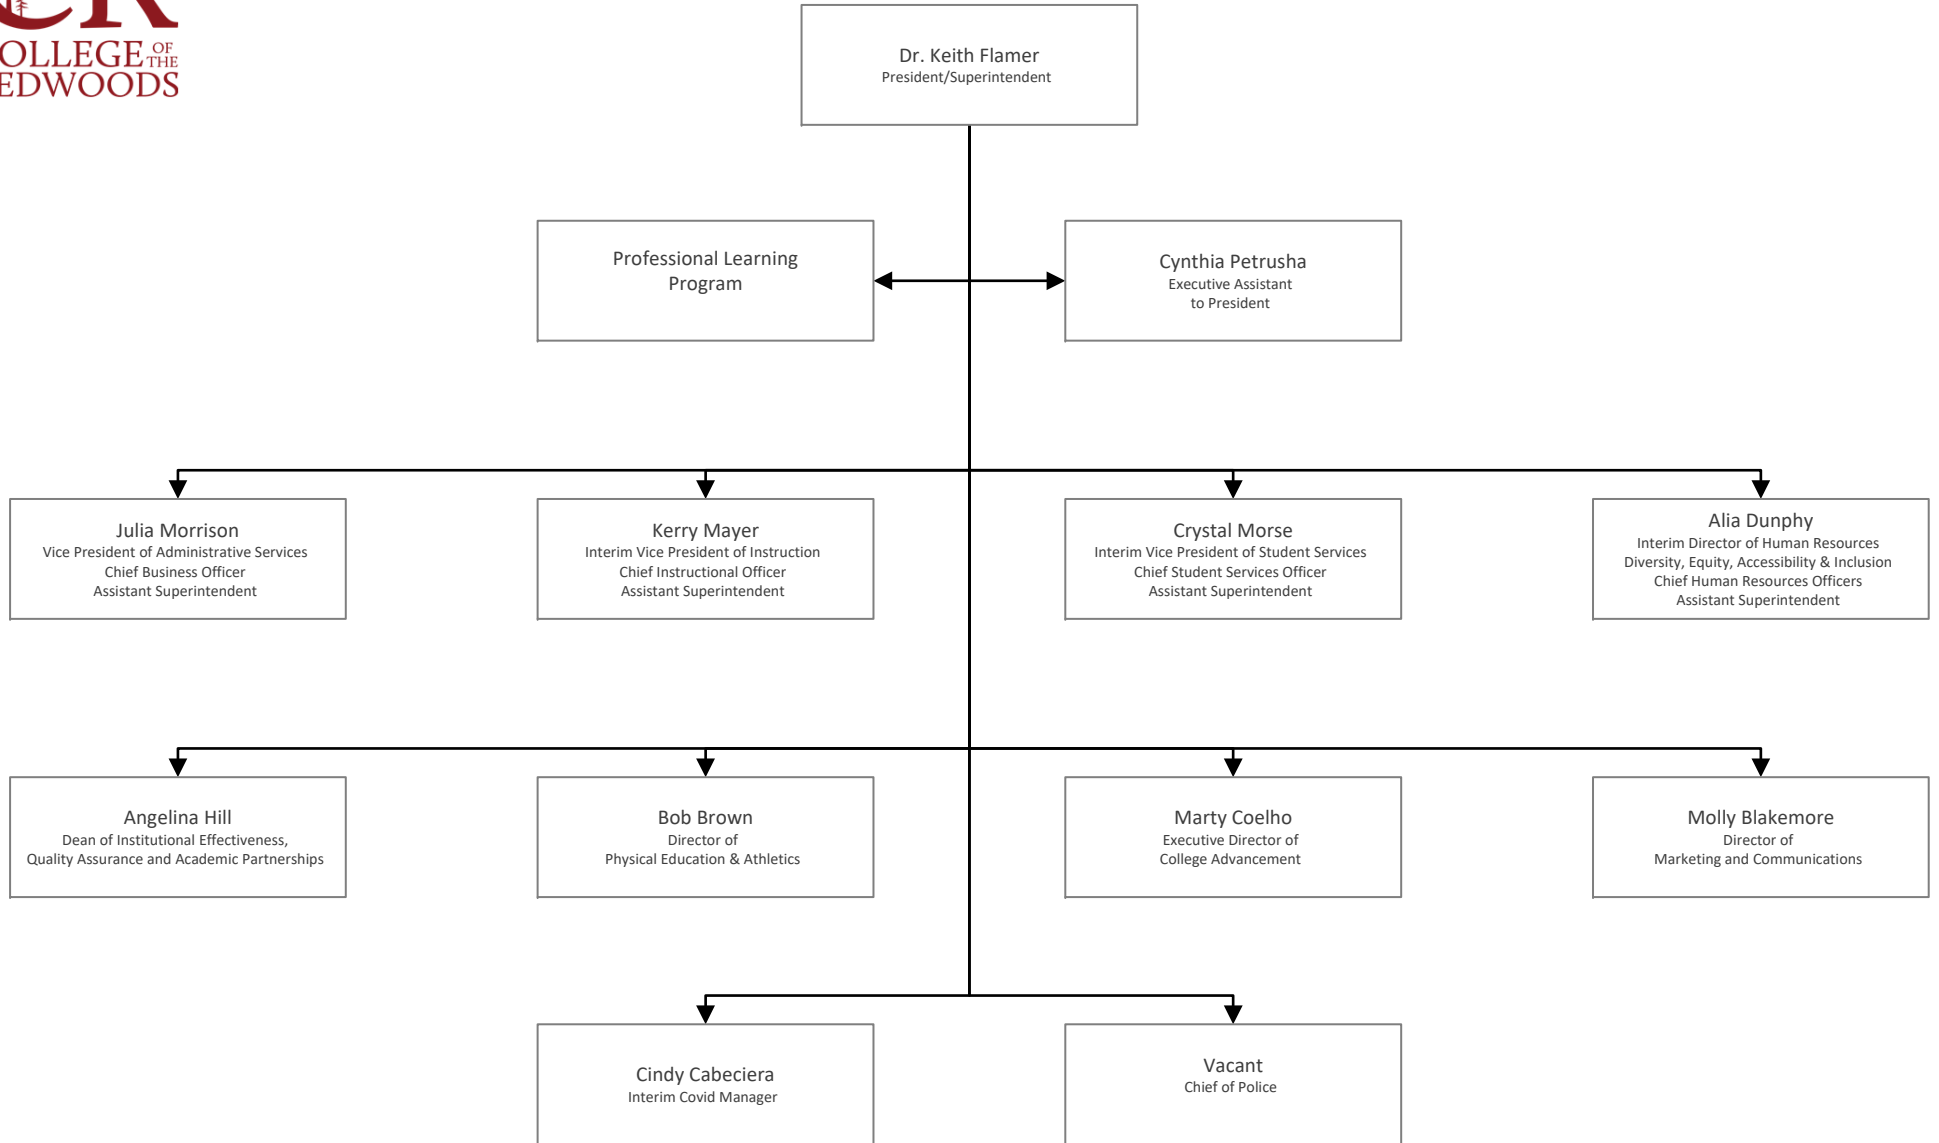 CR
OLLEGE OF THE
EDWOODS
Dr. Keith Flamer
President/Superintendent
Professional Learning
Program
Cynthia Petrusha
Executive Assistant
to President
Julia Morrison
Vice President of Administrative Services
Chief Business Officer
Assistant Superintendent
Kerry Mayer
Interim Vice President of Instruction
Chief Instructional Officer
Assistant Superintendent
Crystal Morse
Interim Vice President of Student Services
Chief Student Services Officer
Assistant Superintendent
Alia Dunphy
Interim Director of Human Resources
Diversity, Equity, Accessibility & Inclusion
Chief Human Resources Officers
Assistant Superintendent
Angelina Hill
Dean of Institutional Effectiveness,
Quality Assurance and Academic Partnerships
Bob Brown
Director of
Physical Education & Athletics
Marty Coelho
Executive Director of
College Advancement
Molly Blakemore
Director of
Marketing and Communications
Cindy Cabeciera
Interim Covid Manager
Vacant
Chief of Police